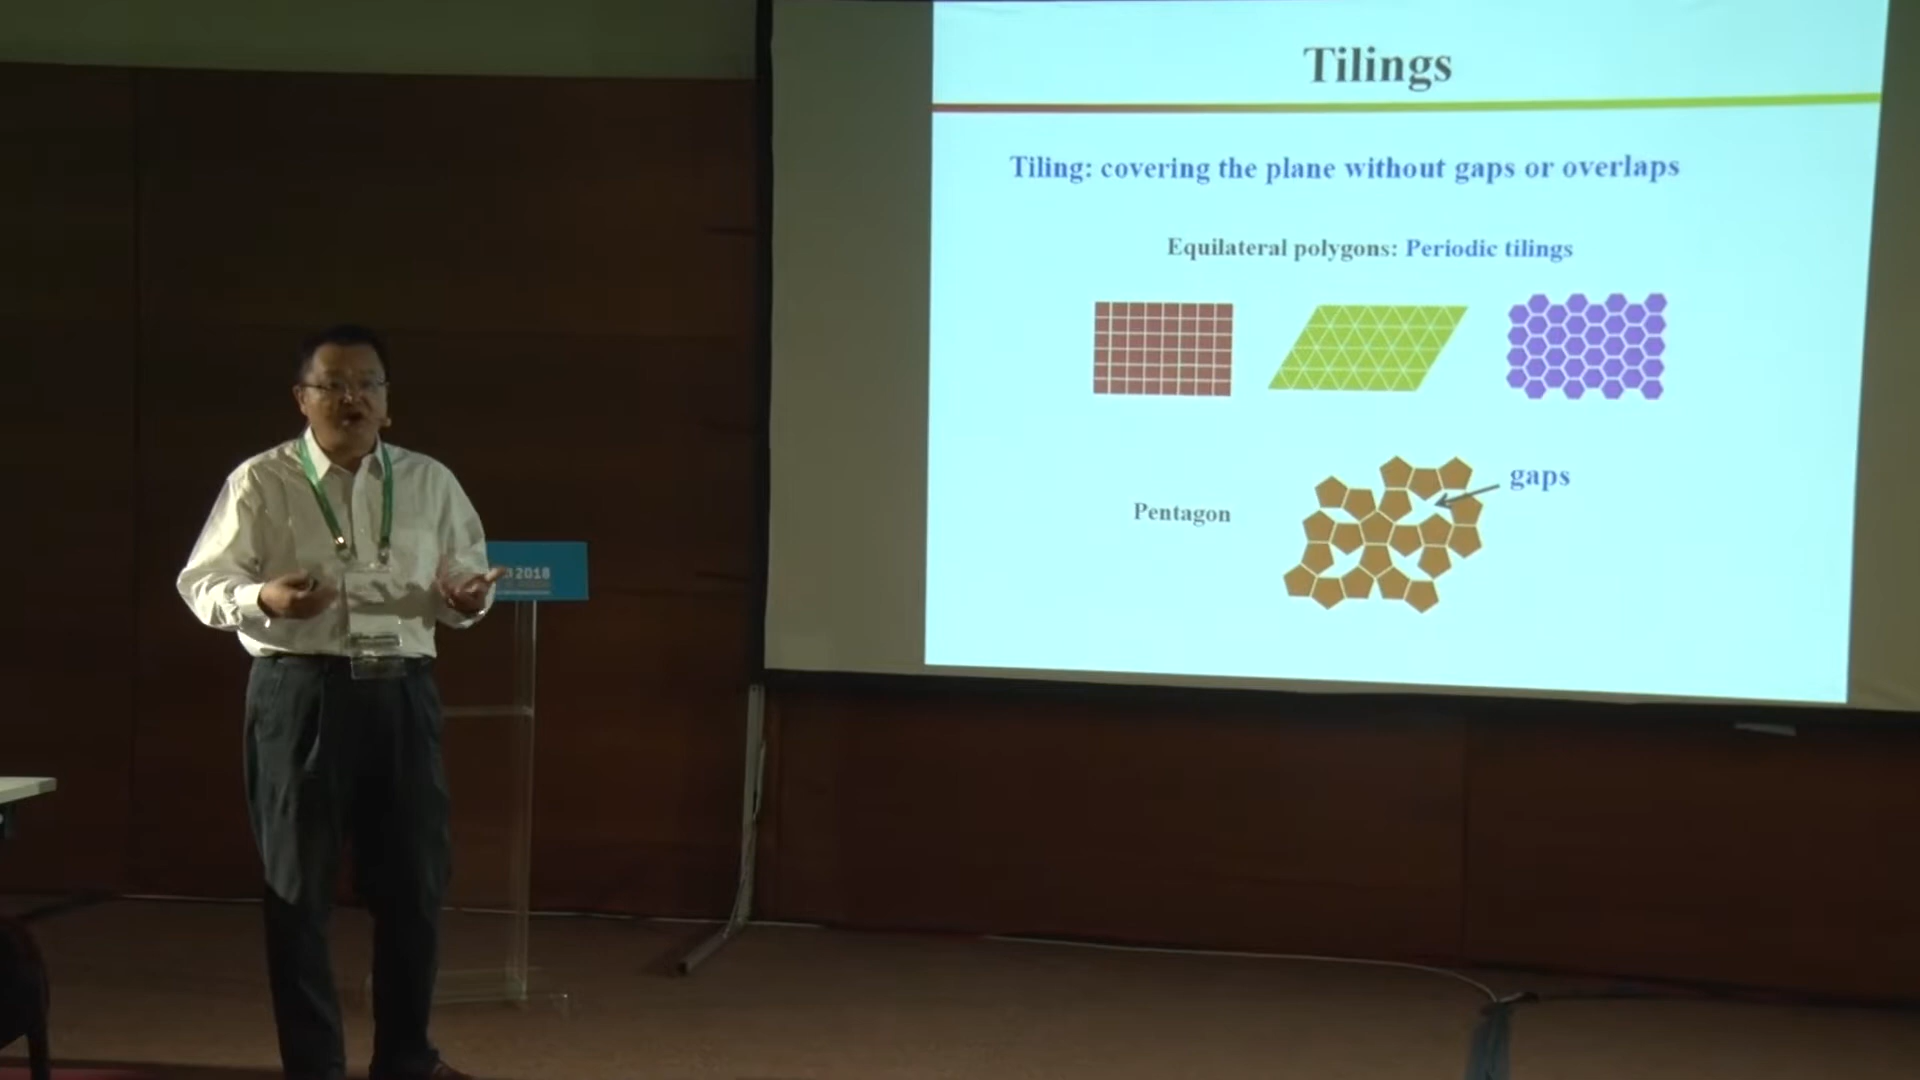 Tilings
Tiling: covering the plane without gaps or overlaps
Equilateral polygons: Periodic tilings
gaps
Pentagon
2018